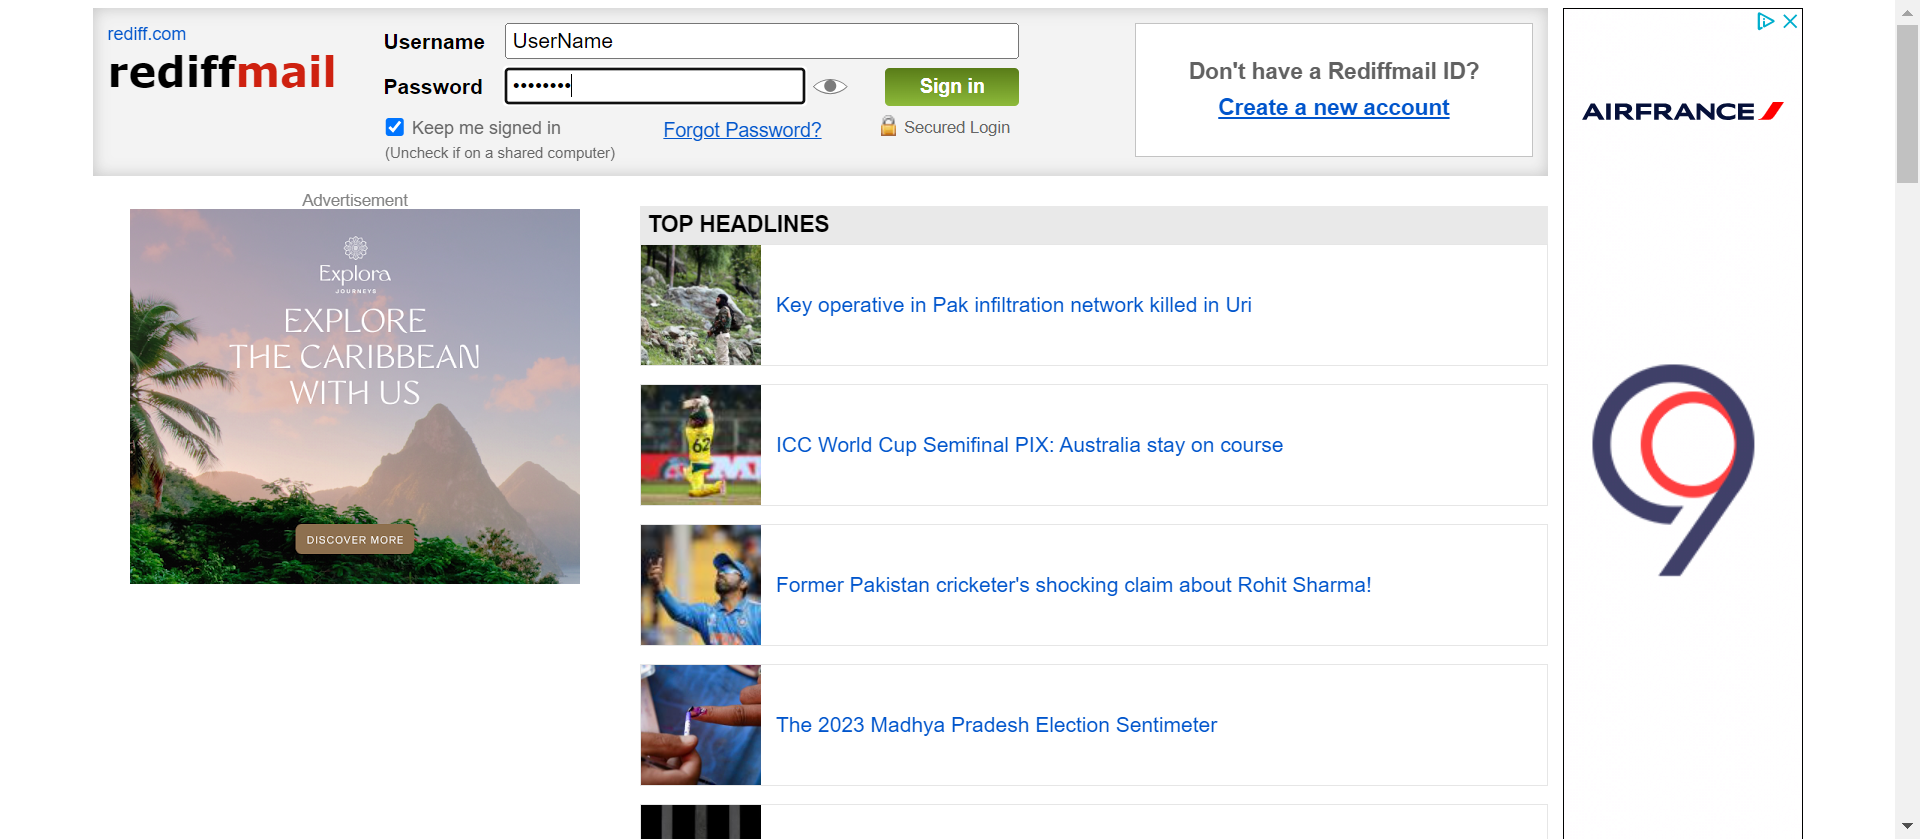 rediff.com
rediffmail
Username
UserName
Password
••••••••
Sign in
Keep me signed in
(Uncheck if on a shared computer)
Forgot Password?
Secured Login
Don't have a Rediffmail ID?
Create a new account
AIRFRANCE
Advertisement
Explora
JOURNEYS
EXPLORE
THE CARIBBEAN
WITH US
DISCOVER MORE
TOP HEADLINES
Key operative in Pak infiltration network killed in Uri
62
ICC World Cup Semifinal PIX: Australia stay on course
Former Pakistan cricketer's shocking claim about Rohit Sharma!
The 2023 Madhya Pradesh Election Sentimeter